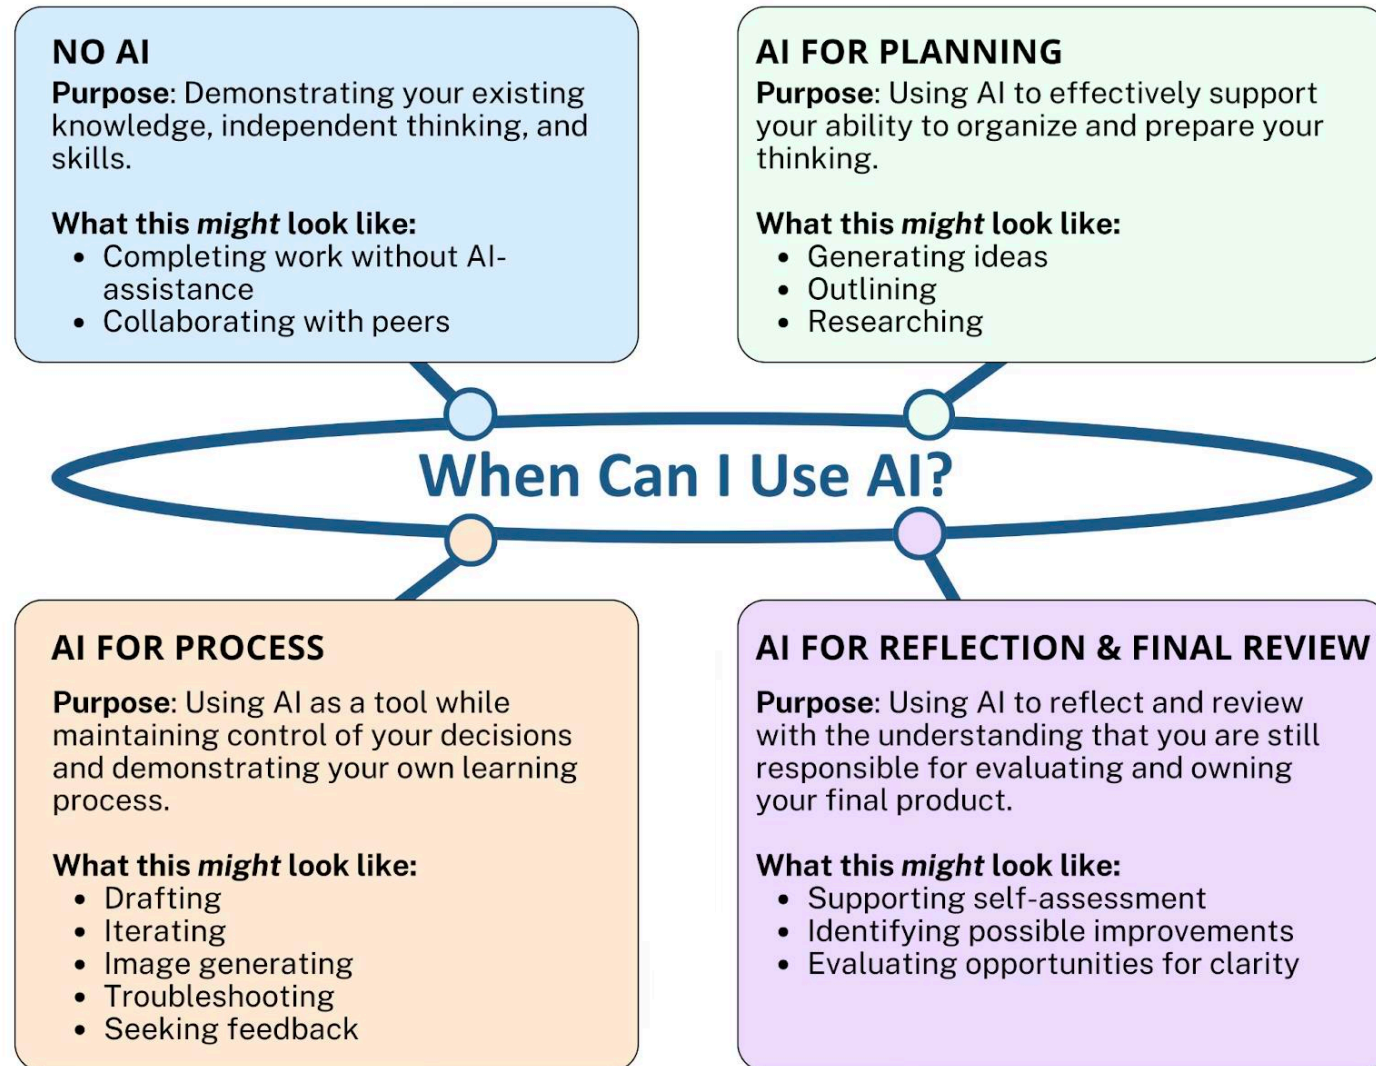 NO AI
Purpose: Demonstrating your existing
knowledge, independent thinking, and
skills.
What this might look like:
• Completing work without AI-
assistance
• Collaborating with peers
AI FOR PLANNING
Purpose: Using AI to effectively support
your ability to organize and prepare your
thinking.
What this might look like:
• Generating ideas
• Outlining
• Researching
When Can I Use AI?
AI FOR PROCESS
Purpose: Using AI as a tool while
maintaining control of your decisions
and demonstrating your own learning
process.
What this might look like:
• Drafting
• Iterating
• Image generating
• Troubleshooting
• Seeking feedback
AI FOR REFLECTION & FINAL REVIEW
Purpose: Using AI to reflect and review
with the understanding that you are still
responsible for evaluating and owning
your final product.
What this might look like:
• Supporting self-assessment
• Identifying possible improvements
• Evaluating opportunities for clarity